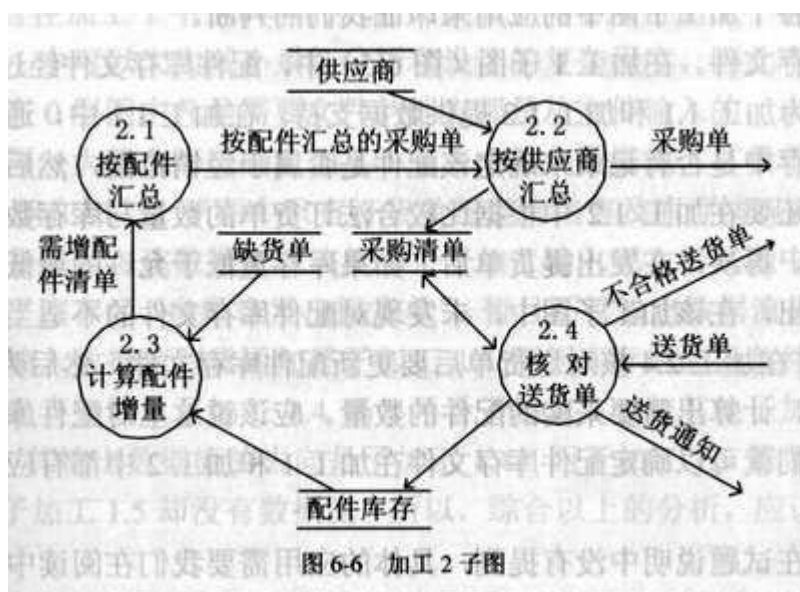 供应商
2.1
按配件
汇总
按配件汇总的采购单
2.2
按供应商
汇总
采购单
需增配
件清单
缺货单
采购清单
不合格送货单
2.3
计算配件
增量
2.4
核对
送货单
送货单
送货通知
配件库存
图 6-6 加工 2 子图